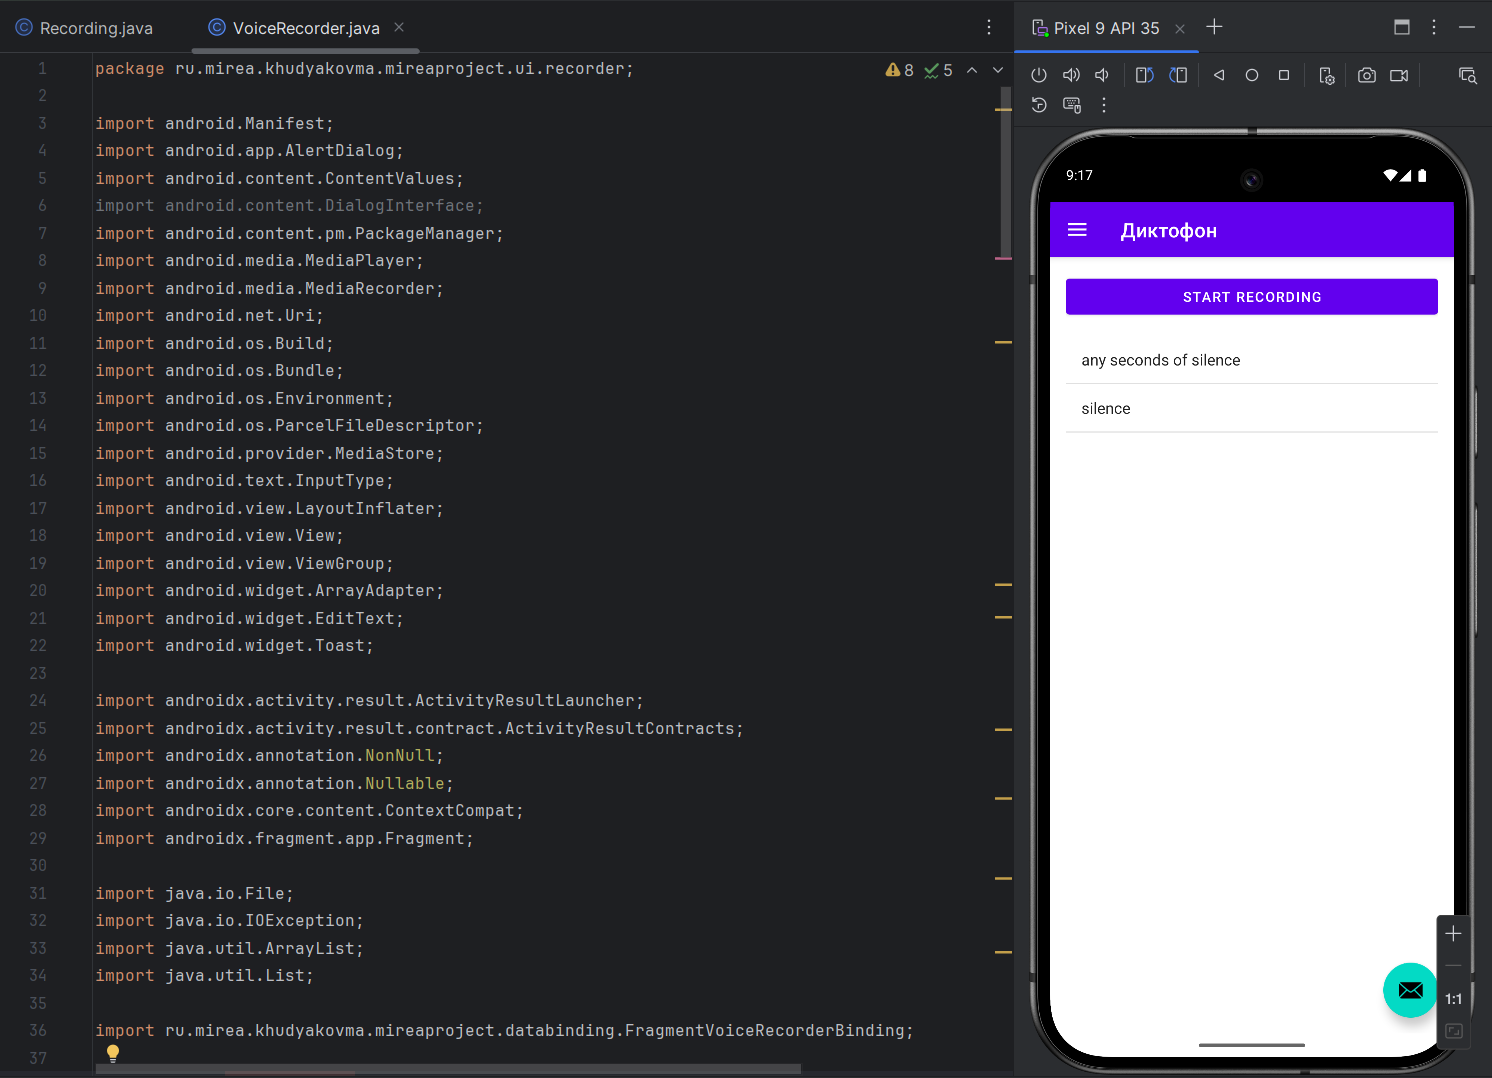 Recording.java
VoiceRecorder.java
Pixel 9 API 35
8 5
1 package ru.mirea.khudyakovma.mireaproject.ui.recorder;
2
3 import android.Manifest;
4 import android.app.AlertDialog;
5 import android.content.ContentValues;
6 import android.content.DialogInterface;
7 import android.content.pm.PackageManager;
8 import android.media.MediaPlayer;
9 import android.media.MediaRecorder;
10 import android.net.Uri;
11 import android.os.Build;
12 import android.os.Bundle;
13 import android.os.Environment;
14 import android.os.ParcelFileDescriptor;
15 import android.provider.MediaStore;
16 import android.text.InputType;
17 import android.view.LayoutInflater;
18 import android.view.View;
19 import android.view.ViewGroup;
20 import android.widget.ArrayAdapter;
21 import android.widget.EditText;
22 import android.widget.Toast;
23
24 import androidx.activity.result.ActivityResultLauncher;
25 import androidx.activity.result.contract.ActivityResultContracts;
26 import androidx.annotation.NonNull;
27 import androidx.annotation.Nullable;
28 import androidx.core.content.ContextCompat;
29 import androidx.fragment.app.Fragment;
30
31 import java.io.File;
32 import java.io.IOException;
33 import java.util.ArrayList;
34 import java.util.List;
35
36 import ru.mirea.khudyakovma.mireaproject.databinding.FragmentVoiceRecorderBinding;
37
9:17
Диктофон
START RECORDING
any seconds of silence
silence
1:1